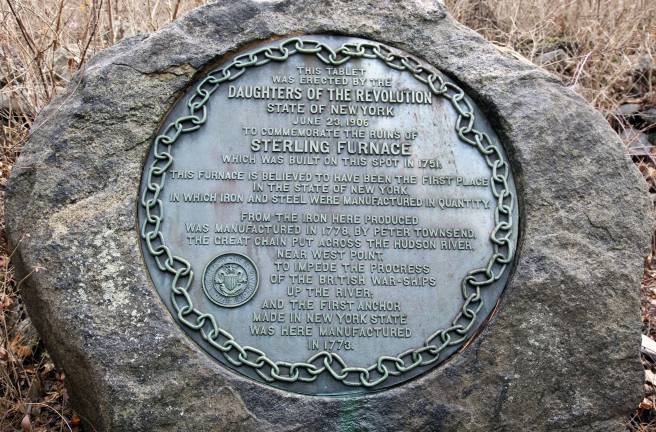 THIS TABLET
WAS ERECTED BY THE
DAUGHTERS OF THE REVOLUTION
STATE OF NEW YORK
JUNE 23, 1906
TO COMMEMORATE THE RUINS OF
STERLING FURNACE
WHICH WAS BUILT ON THIS SPOT IN 1751.
THIS FURNACE IS BELIEVED TO HAVE BEEN THE FIRST PLACE
IN THE STATE OF NEW YORK
IN WHICH IRON AND STEEL WERE MANUFACTURED IN QUANTITY.
FROM THE IRON HERE PRODUCED
WAS MANUFACTURED IN 1778, BY PETER TOWNSEND,
THE GREAT CHAIN PUT ACROSS THE HUDSON RIVER,
NEAR WEST POINT,
TO IMPEDE THE PROGRESS
OF THE BRITISH WAR-SHIPS
UP THE RIVER;
AND THE FIRST ANCHOR
MADE IN NEW YORK STATE
WAS HERE MANUFACTURED
IN 1773.